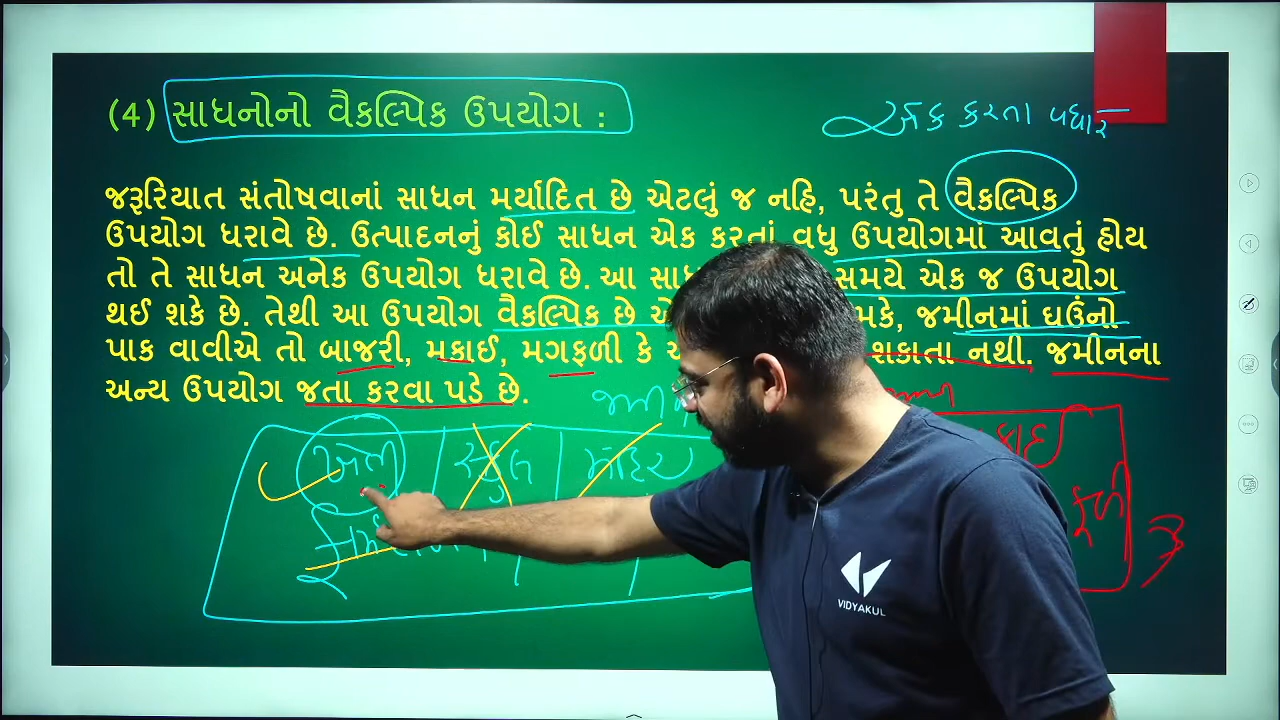 (4) સાધનોનો વૈકલ્પિક ઉપયોગ :
એક કરતા વધારે
જરૂરિયાત સંતોષવાનાં સાધન મર્યાદિત છે એટલું જ નહિ, પરંતુ તે વૈકલ્પિક
ઉપયોગ ધરાવે છે. ઉત્પાદનનું કોઈ સાધન એક કરતાં વધુ ઉપયોગમાં આવતું હોય
તો તે સાધન અનેક ઉપયોગ ધરાવે છે. આ સમયે એક જ ઉપયોગ
થઈ શકે છે. તેથી આ ઉપયોગ વૈકલ્પિક છે જમીનમાં ઘઉંનો
પાક વાવીએ તો બાજરી, મકાઈ, મગફળી કે શકાતા નથી. જમીનના
અન્ય ઉપયોગ જતા કરવા પડે છે.
ખેતી
VIDYAKUL